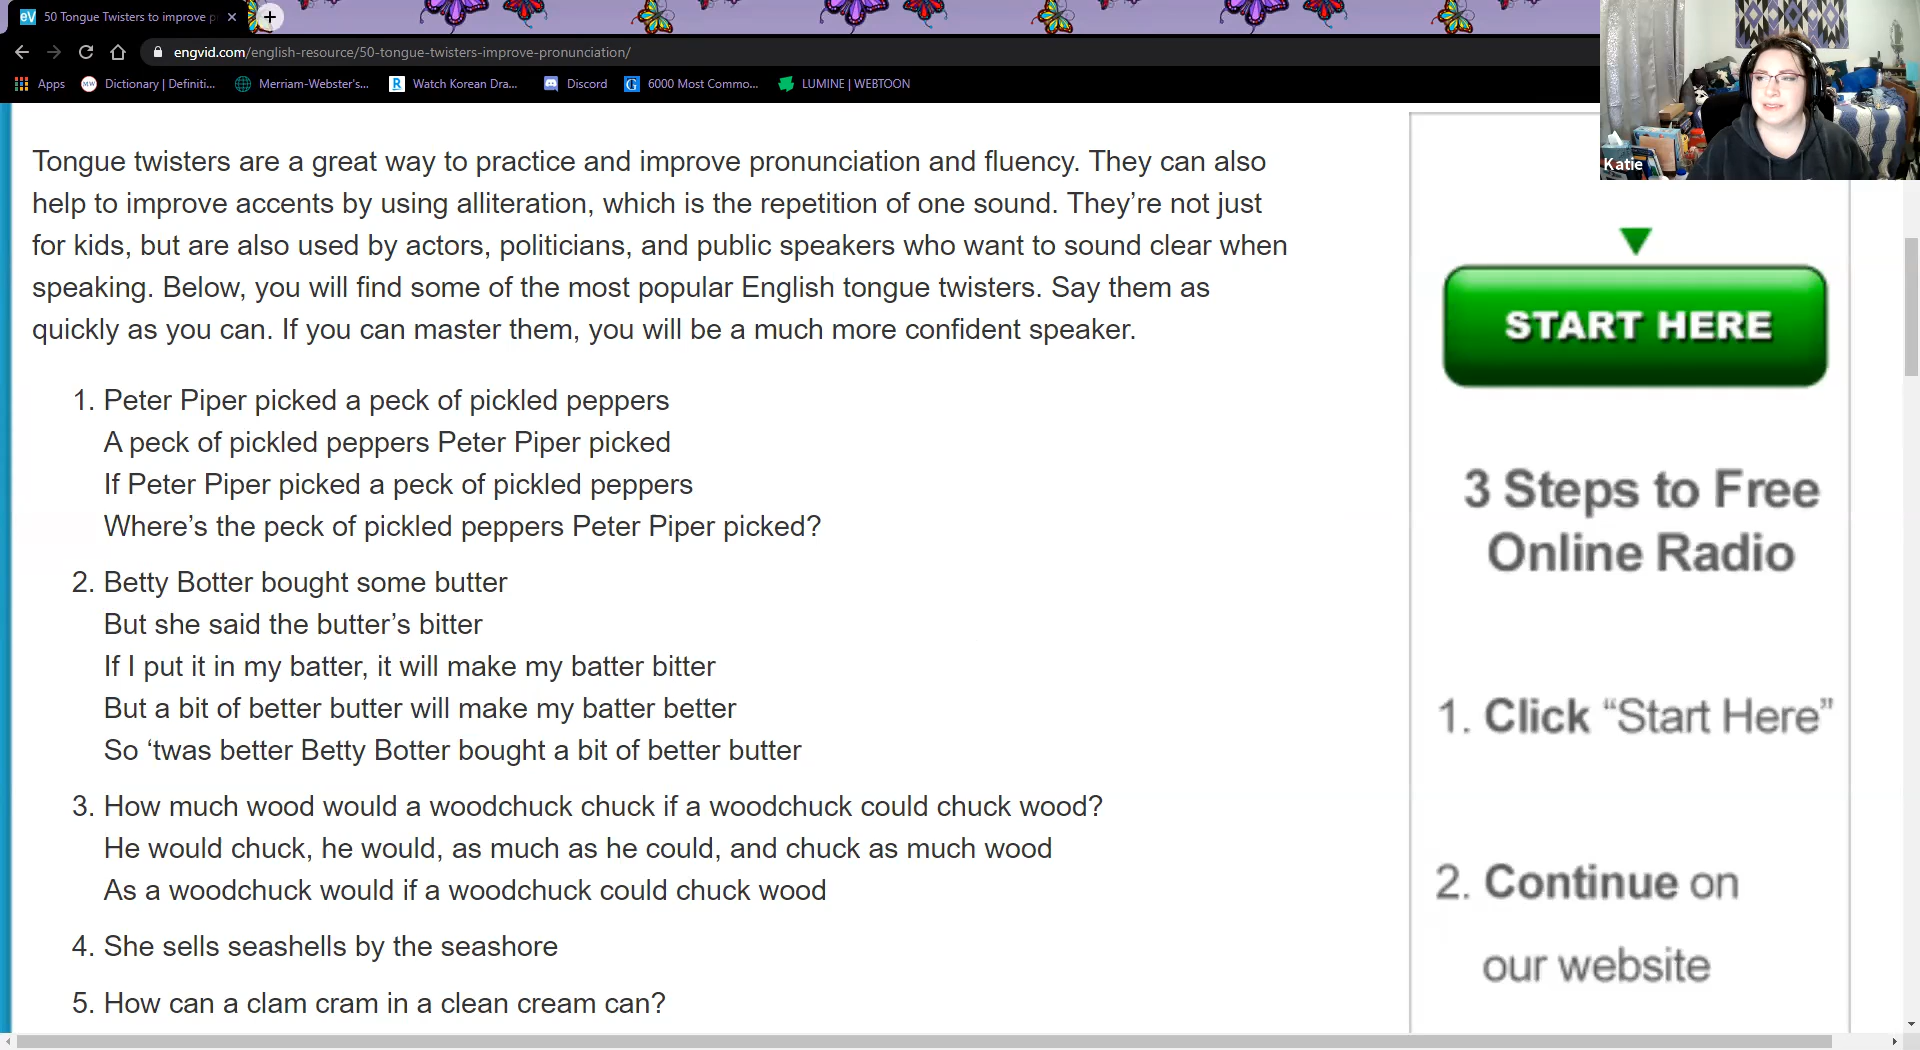 50 Tongue Twisters to improve p
engvid.com/english-resource/50-tongue-twisters-improve-pronunciation/
Apps Dictionary | Definiti... Merriam-Webster's... Watch Korean Dra... Discord 6000 Most Commo... LUMINE | WEBTOON
Katie
Tongue twisters are a great way to practice and improve pronunciation and fluency. They can also
help to improve accents by using alliteration, which is the repetition of one sound. They’re not just
for kids, but are also used by actors, politicians, and public speakers who want to sound clear when
speaking. Below, you will find some of the most popular English tongue twisters. Say them as
quickly as you can. If you can master them, you will be a much more confident speaker.
1. Peter Piper picked a peck of pickled peppers
A peck of pickled peppers Peter Piper picked
If Peter Piper picked a peck of pickled peppers
Where’s the peck of pickled peppers Peter Piper picked?
2. Betty Botter bought some butter
But she said the butter’s bitter
If I put it in my batter, it will make my batter bitter
But a bit of better butter will make my batter better
So ‘twas better Betty Botter bought a bit of better butter
3. How much wood would a woodchuck chuck if a woodchuck could chuck wood?
He would chuck, he would, as much as he could, and chuck as much wood
As a woodchuck would if a woodchuck could chuck wood
4. She sells seashells by the seashore
5. How can a clam cram in a clean cream can?
START HERE
3 Steps to Free
Online Radio
1. Click “Start Here”
2. Continue on
our website